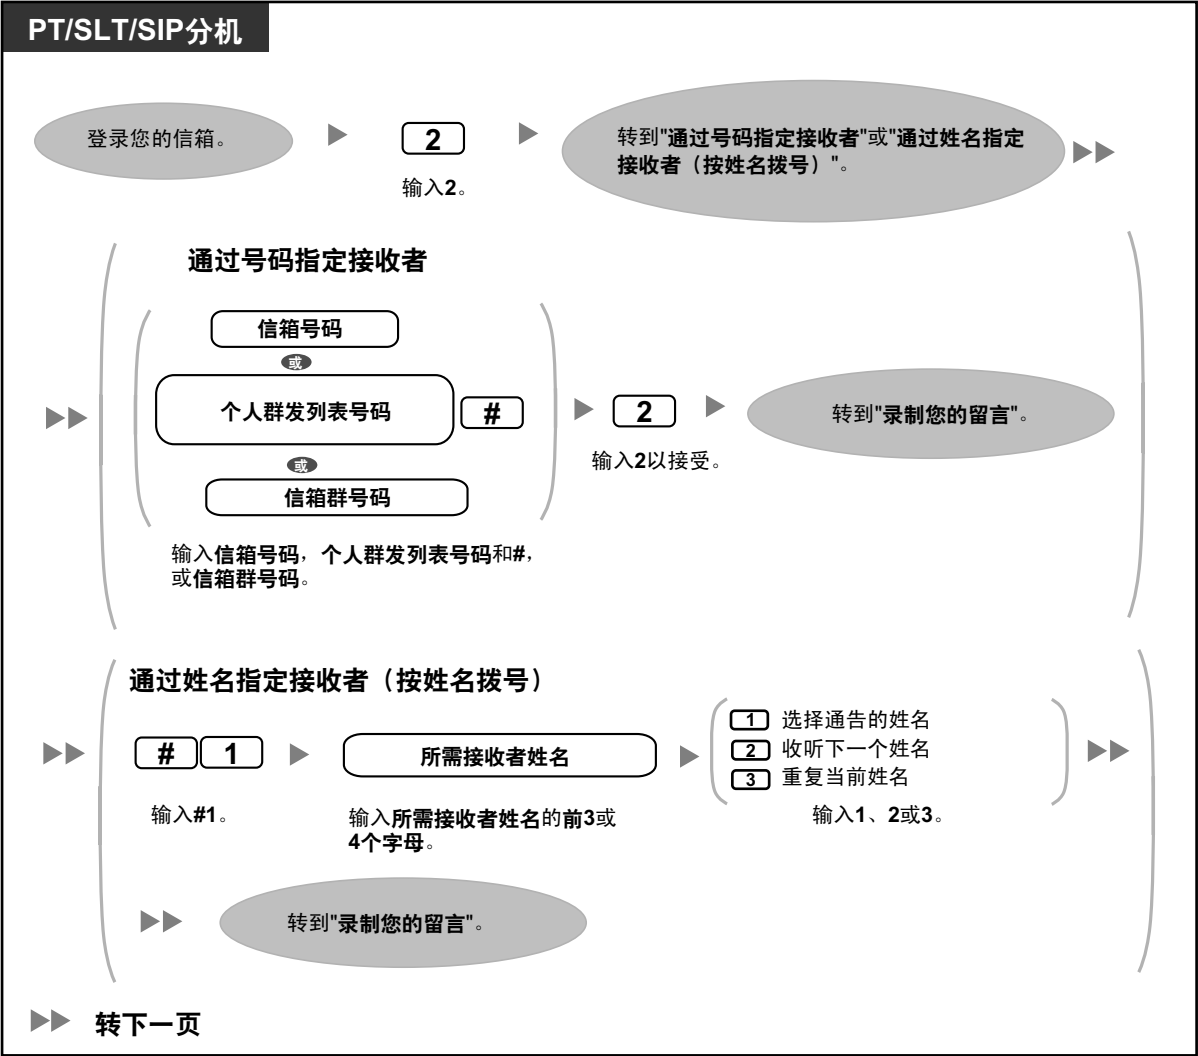 PT/SLT/SIP分机
登录您的信箱。
2
输入2。
转到"通过号码指定接收者"或"通过姓名指定
接收者（按姓名拨号）"。
通过号码指定接收者
信箱号码
或
个人群发列表号码
#
或
信箱群号码
输入信箱号码，个人群发列表号码和#，
或信箱群号码。
2
输入2以接受。
转到"录制您的留言"。
通过姓名指定接收者（按姓名拨号）
# 1
输入#1。
所需接收者姓名
输入所需接收者姓名的前3或
4个字母。
1 选择通告的姓名
2 收听下一个姓名
3 重复当前姓名
输入1、2或3。
转到"录制您的留言"。
转下一页